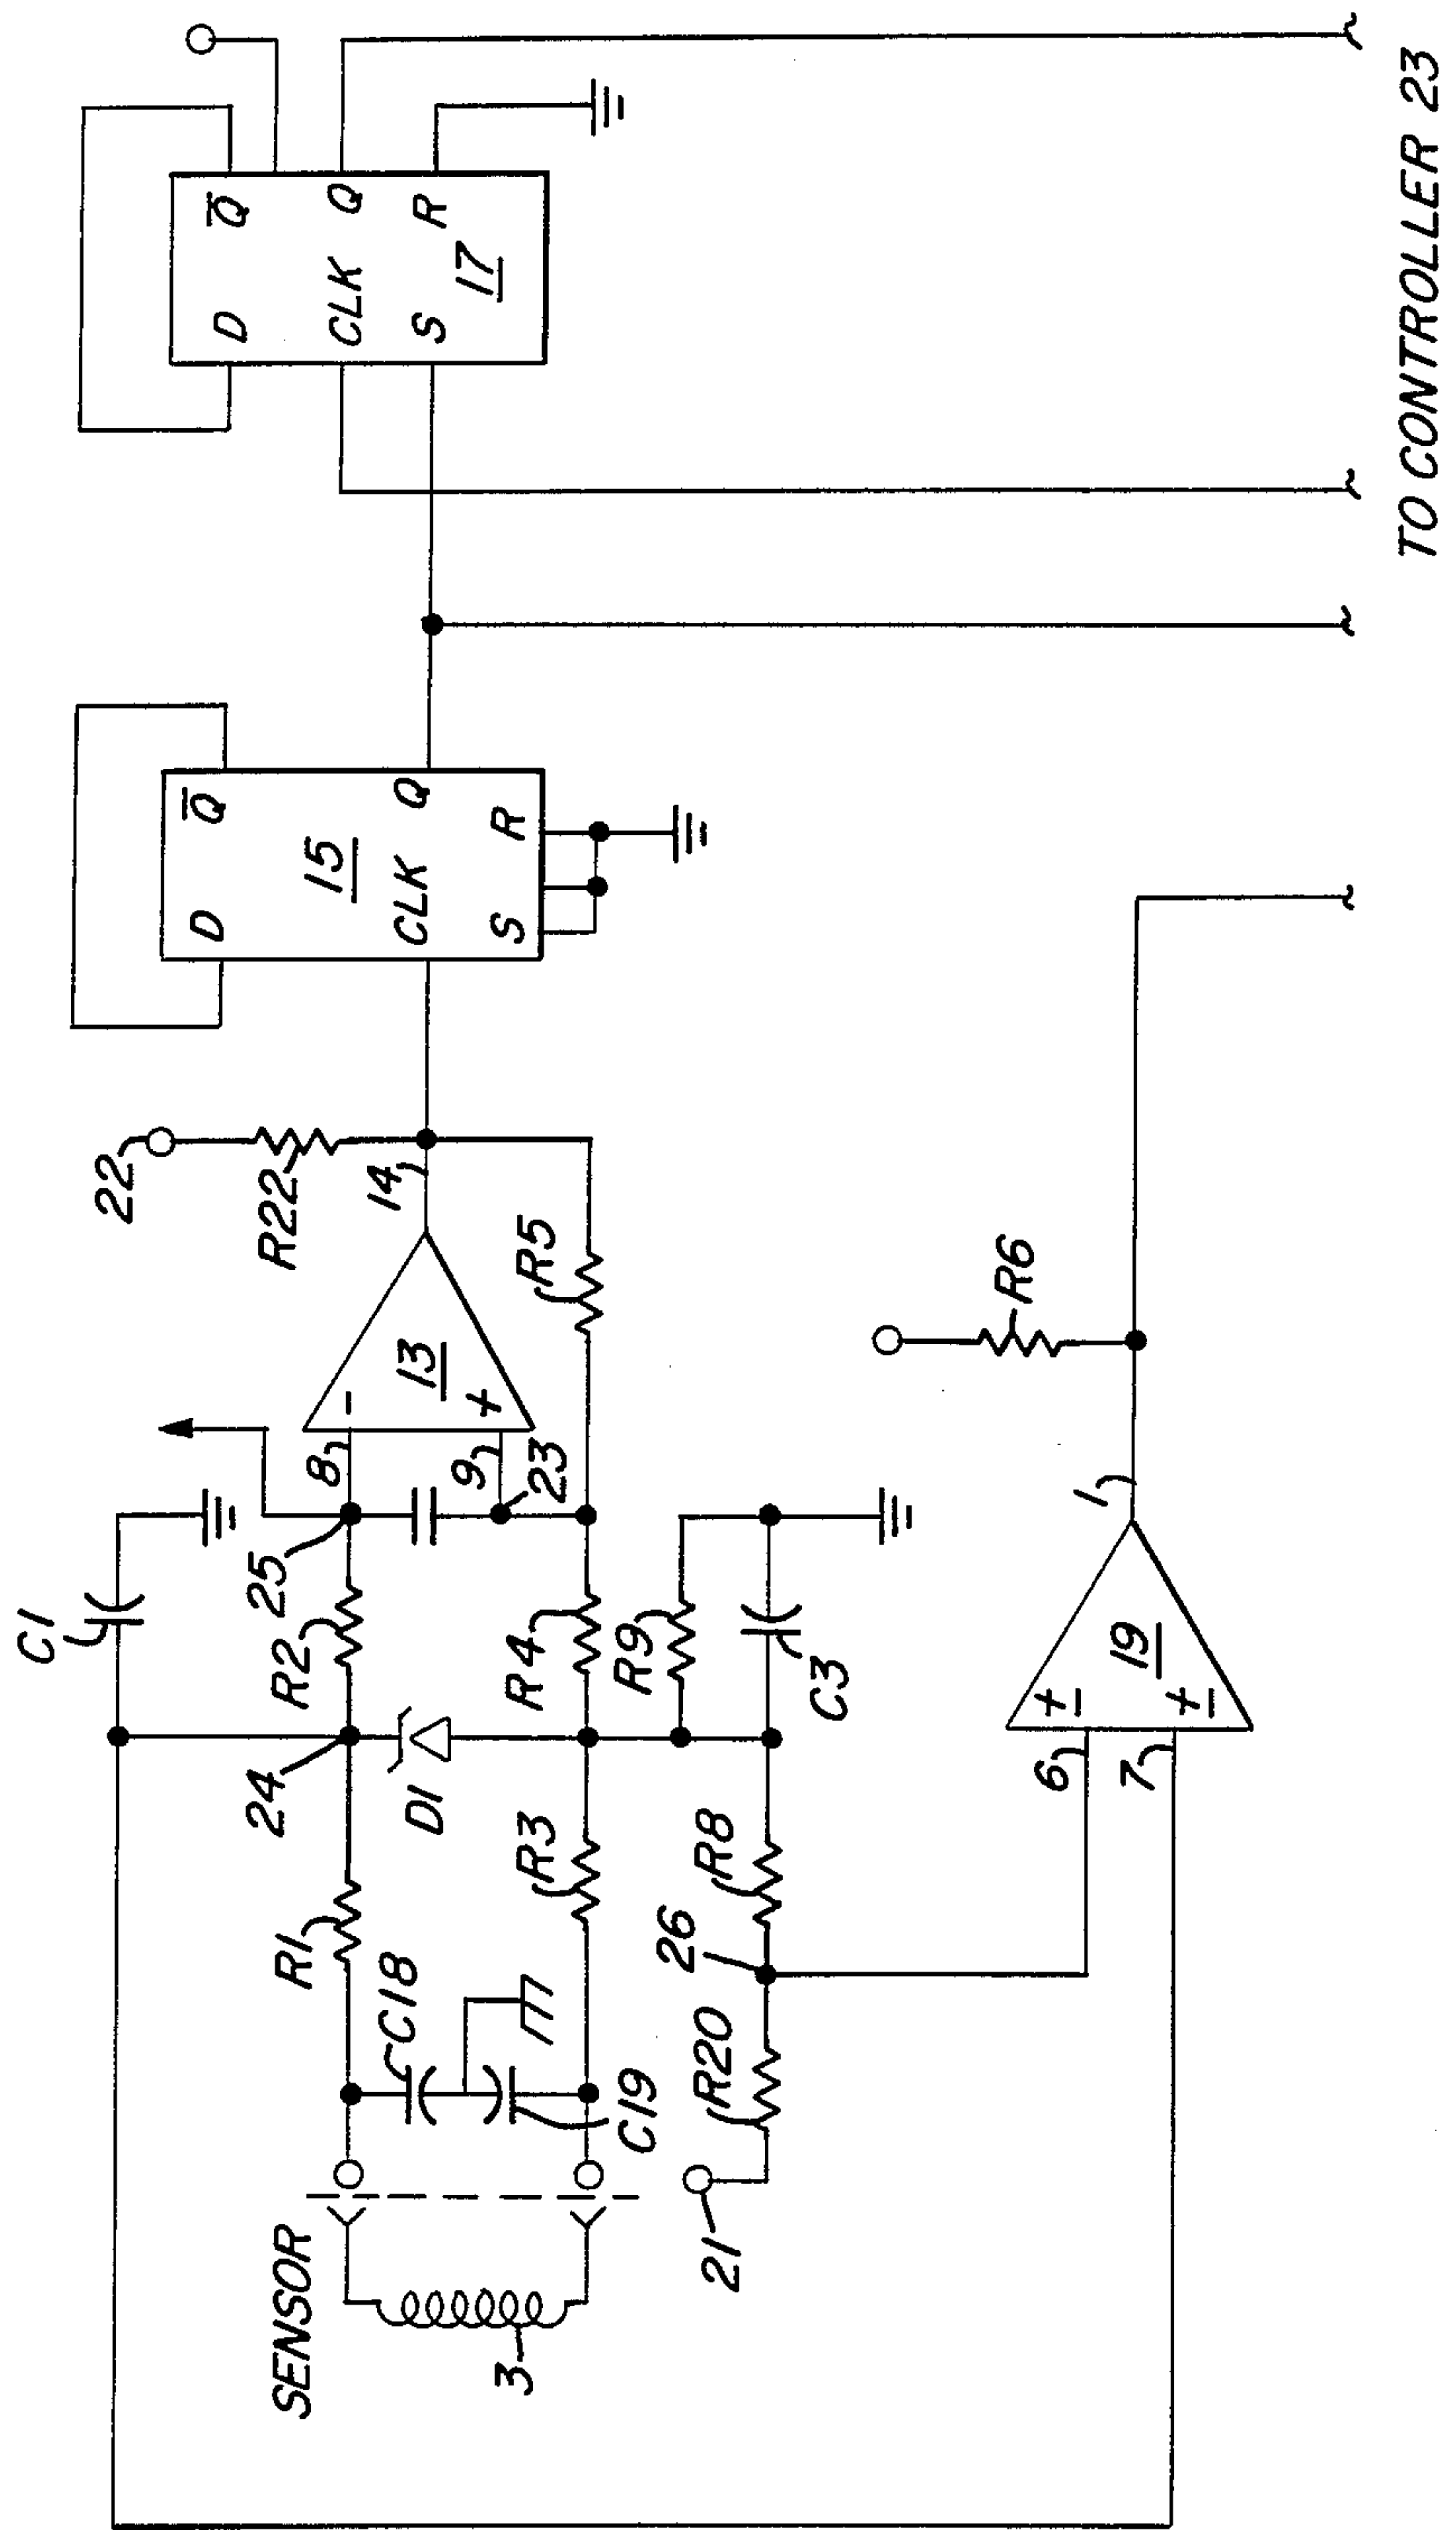 SENSOR
3
C18
C19
R1
R3
24
D1
C1
R2
25
R4
8
9
23
13
-
+
14
R5
22
R22
21
R20
26
R8
R9
C3
6
7
±
±
19
1
R6
D
Q̅
15
CLK
Q
S
R
D
Q̅
CLK
Q
S
R
17
TO CONTROLLER 23